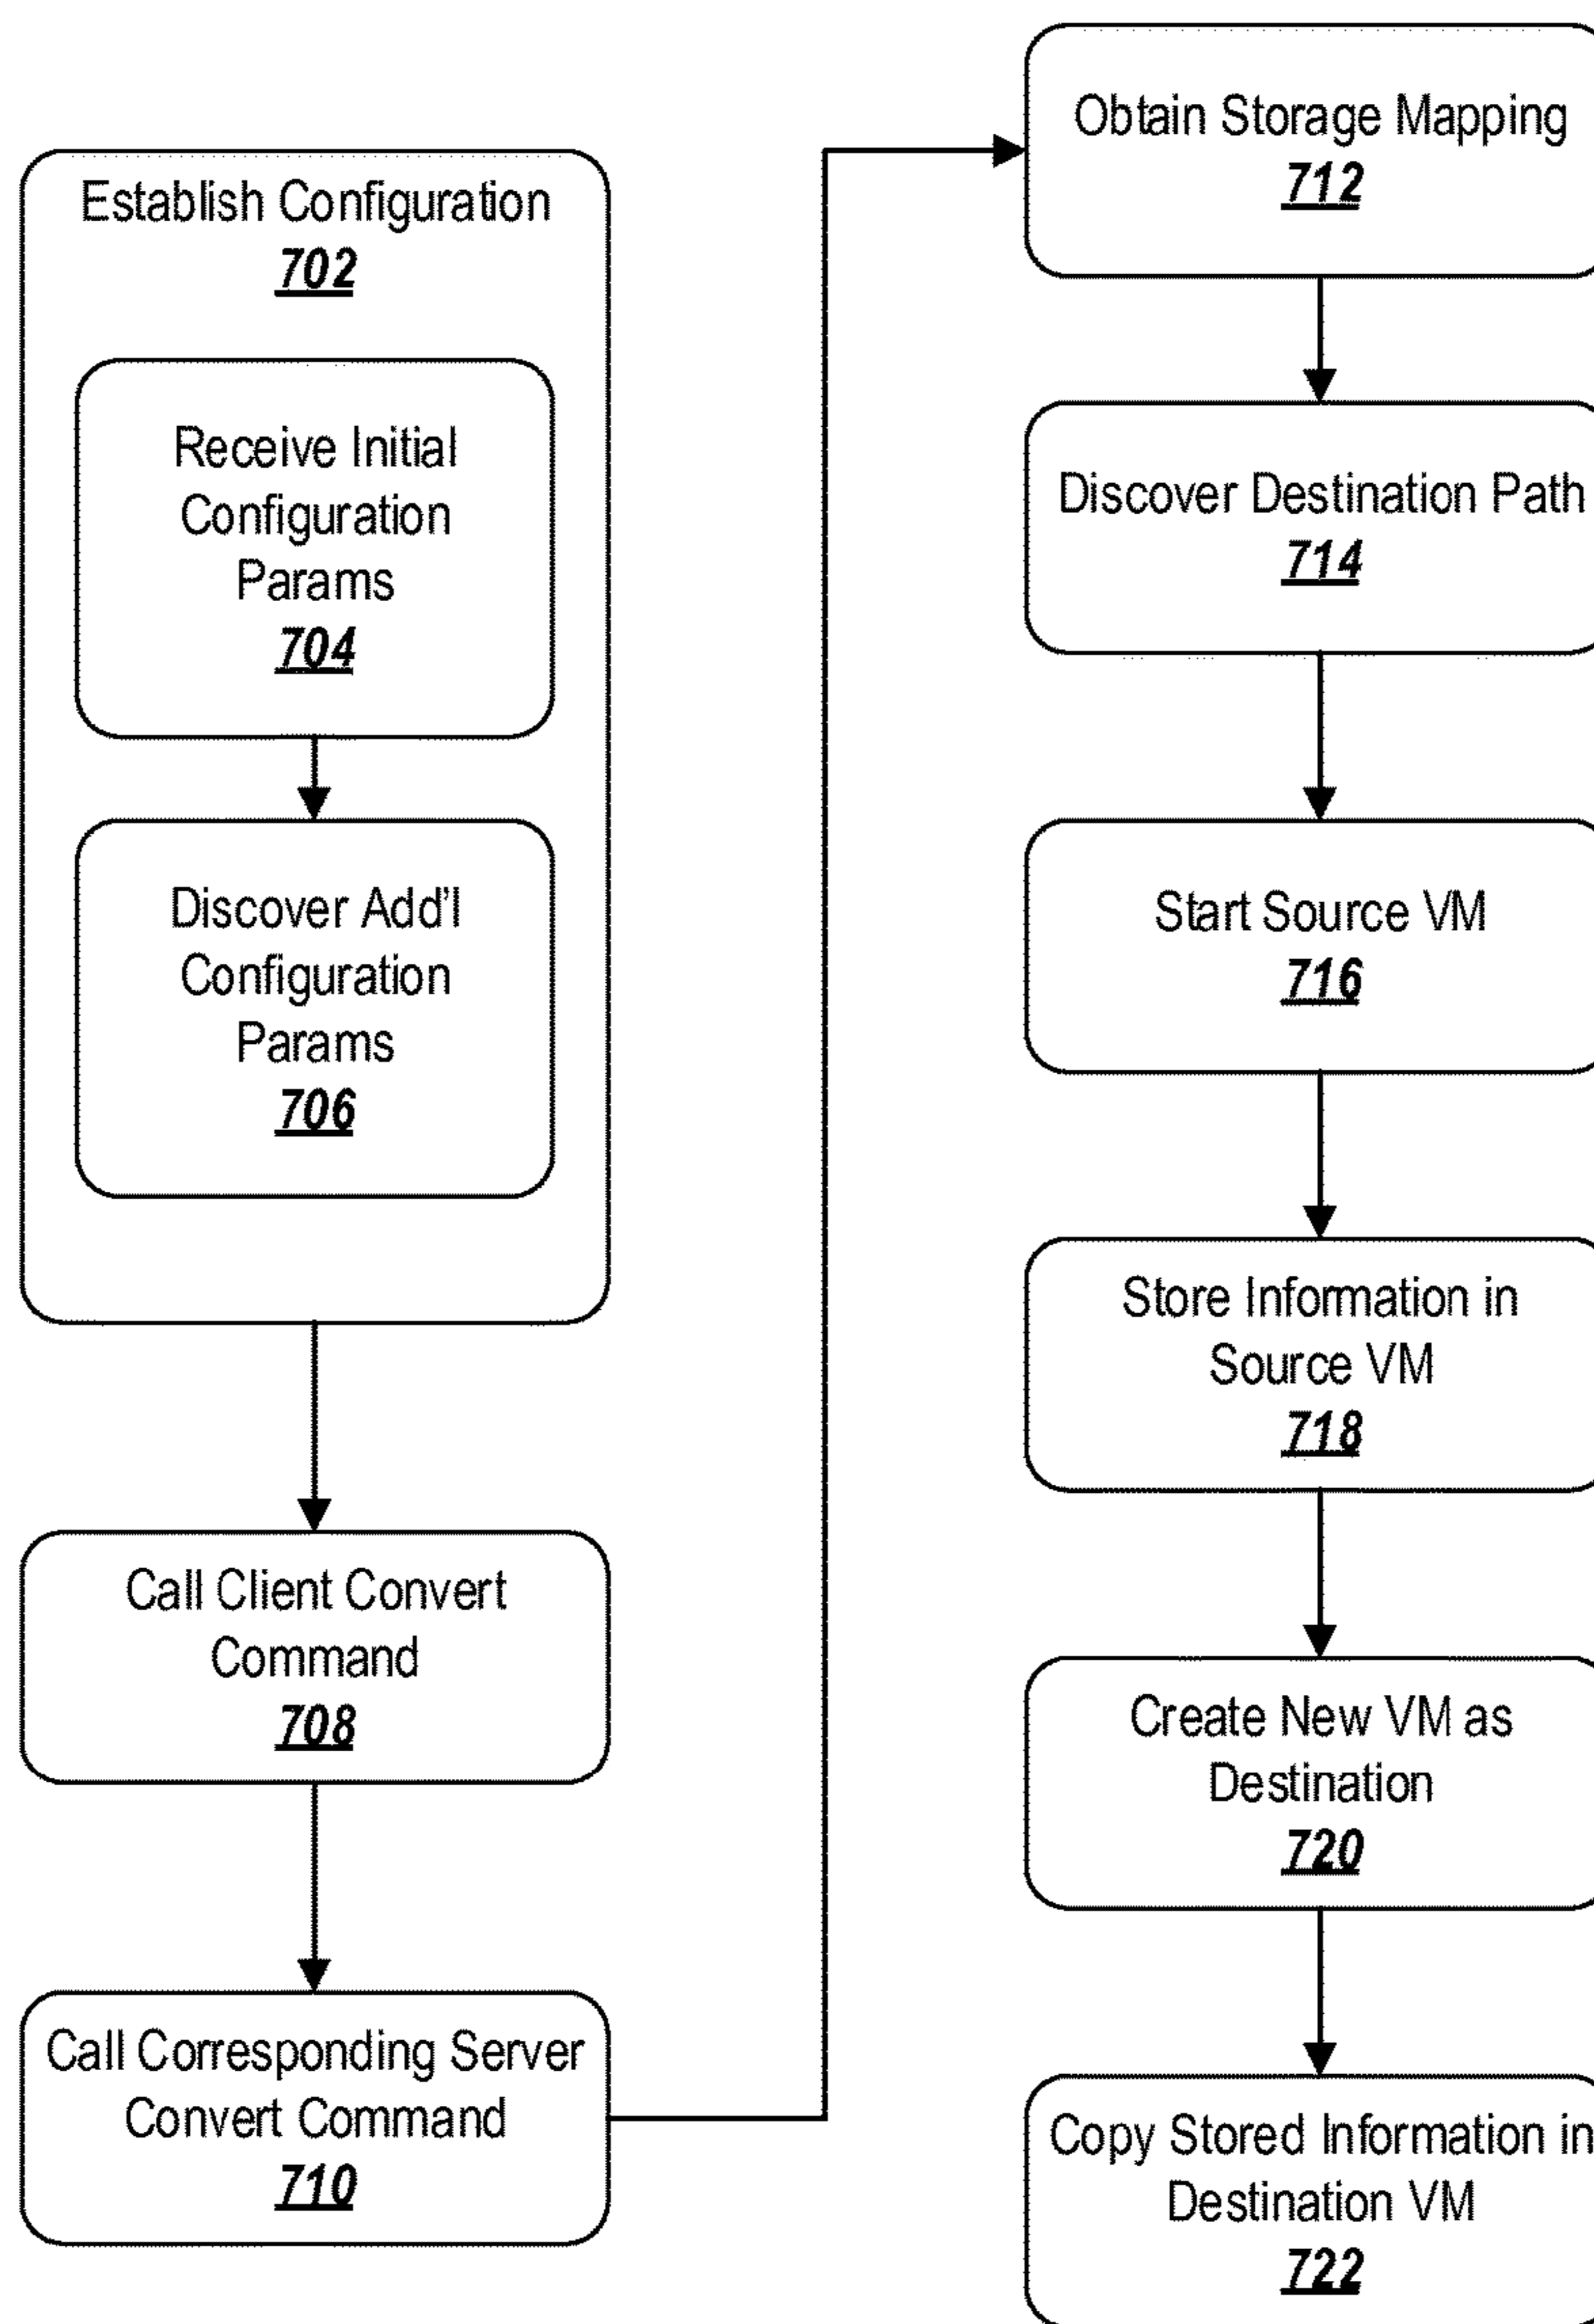 Establish Configuration
702
Receive Initial
Configuration
Params
704
Discover Add'l
Configuration
Params
706
Call Client Convert
Command
708
Call Corresponding Server
Convert Command
710
Obtain Storage Mapping
712
Discover Destination Path
714
Start Source VM
716
Store Information in
Source VM
718
Create New VM as
Destination
720
Copy Stored Information in
Destination VM
722